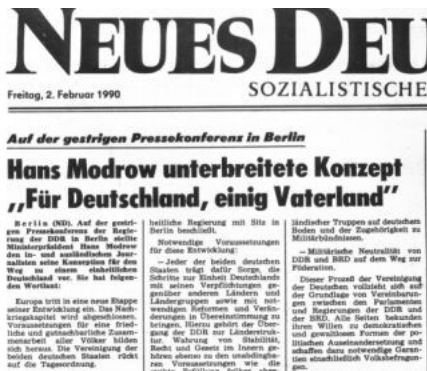 NEUES DEU
Freitag, 2. Februar 1990
SOZIALISTISCHE
Auf der gestrigen Pressekonferenz in Berlin
Hans Modrow unterbreitete Konzept
„Für Deutschland, einig Vaterland"
Berlin (ND). Auf der gestri-
gen Pressekonferenz der Regie-
rung der DDR in Berlin stellte
Ministerpräsident Hans Modrow
den in- und ausländischen Jour-
nalisten seine Konzeption für den
Weg zu einem einheitlichen
Deutschland vor. Sie hat folgen-
den Wortlaut:
Europa tritt in eine neue Etappe
seiner Entwicklung ein. Das Nach-
kriegskapitel wird abgeschlossen.
Voraussetzungen für eine fried-
liche und gutnachbarliche Zusam-
menarbeit aller Völker bilden
sich heraus. Die Vereinigung der
beiden deutschen Staaten rückt
auf die Tagesordnung.
heitliche Regierung mit Sitz in
Berlin beschließt.
Notwendige Voraussetzungen
für diese Entwicklung:
— Jeder der beiden deutschen
Staaten trägt dafür Sorge, die
Schritte zur Einheit Deutschlands
mit seinen Verpflichtungen ge-
genüber anderen Ländern und
Ländergruppen sowie mit not-
wendigen Reformen und Verän-
derungen in Übereinstimmung zu
bringen. Hierzu gehört der Über-
gang der DDR zur Länderstruk-
tur. Wahrung von Stabilität,
Recht und Gesetz im Innern ge-
hören ebenso zu den unabdingba-
ren Voraussetzungen wie die
ländischer Truppen auf deutschem
Boden und der Zugehörigkeit zu
Militärbündnissen.
— Militärische Neutralität von
DDR und BRD auf dem Weg zur
Föderation.
Dieser Prozeß der Vereinigung
der Deutschen vollzieht sich auf
der Grundlage von Vereinbarun-
gen zwischen den Parlamenten
und Regierungen der DDR und
der BRD. Alle Seiten bekunden
ihren Willen zu demokratischen
und gewaltlosen Formen der po-
litischen Auseinandersetzung und
schaffen dazu notwendige Garan-
tien einschließlich Volksbefragun-
gen.